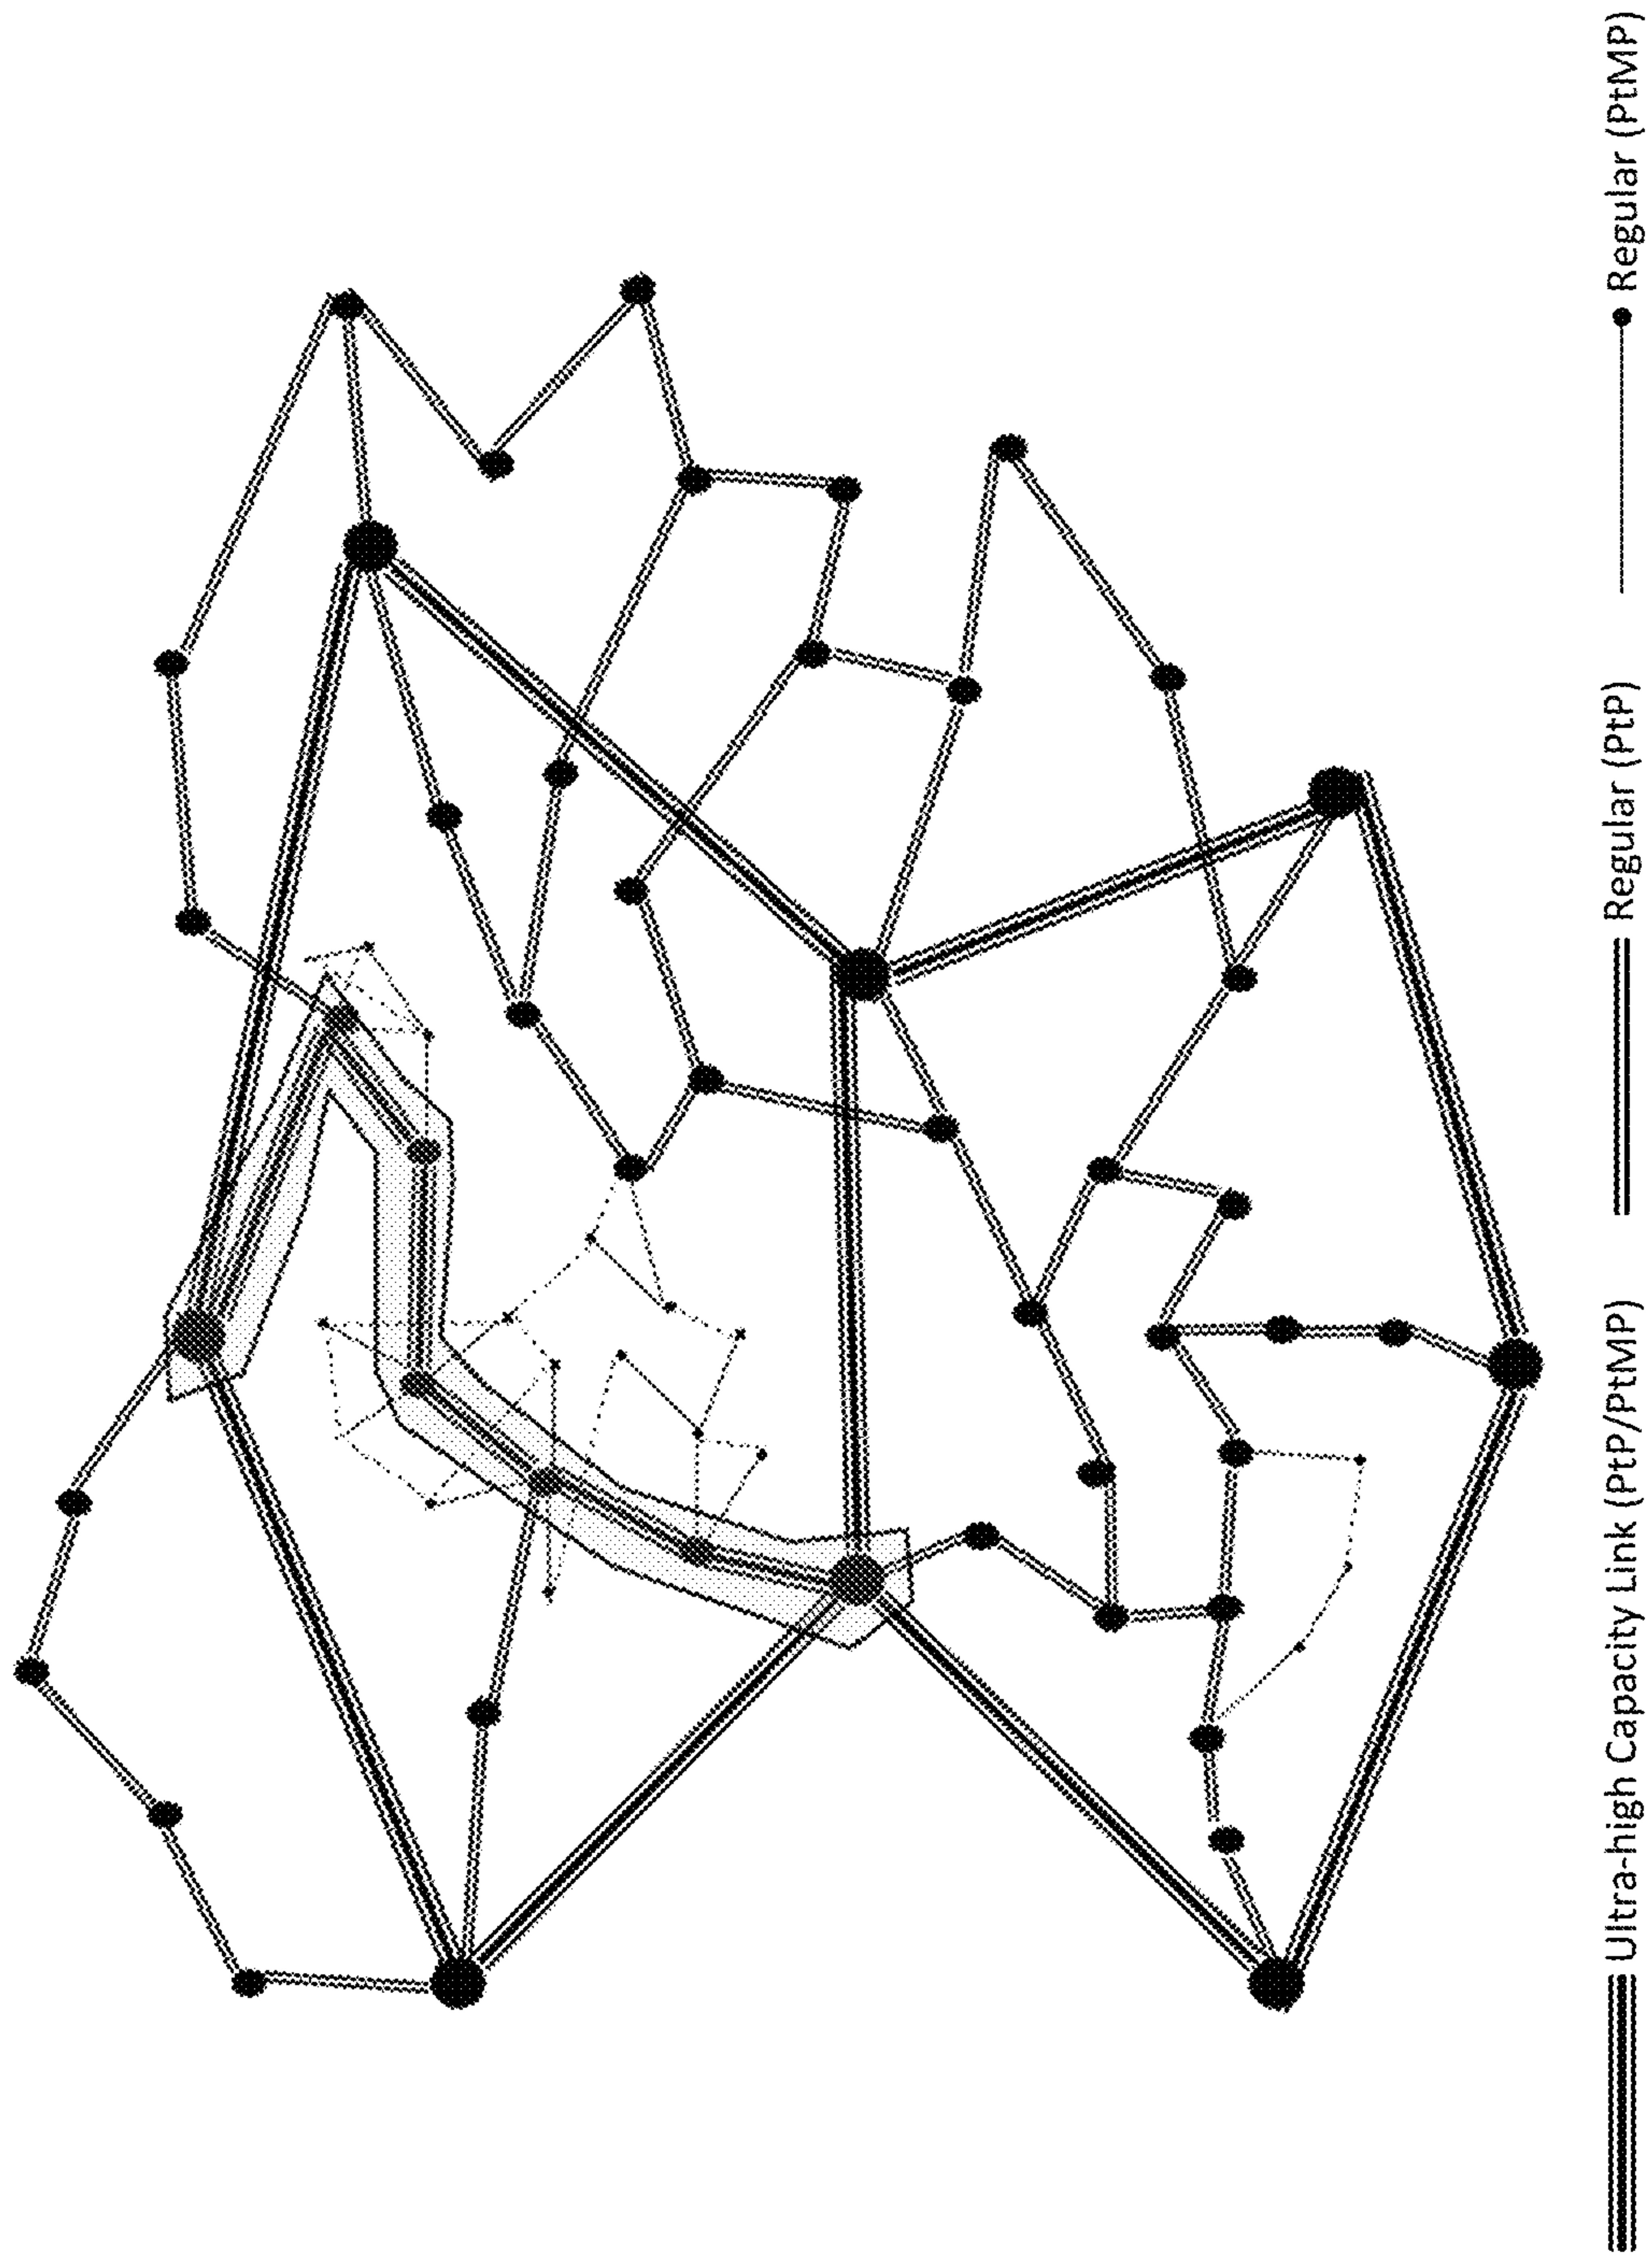 Ultra-high Capacity Link (PtP/PtMP)
Regular (PtP)
Regular (PtMP)